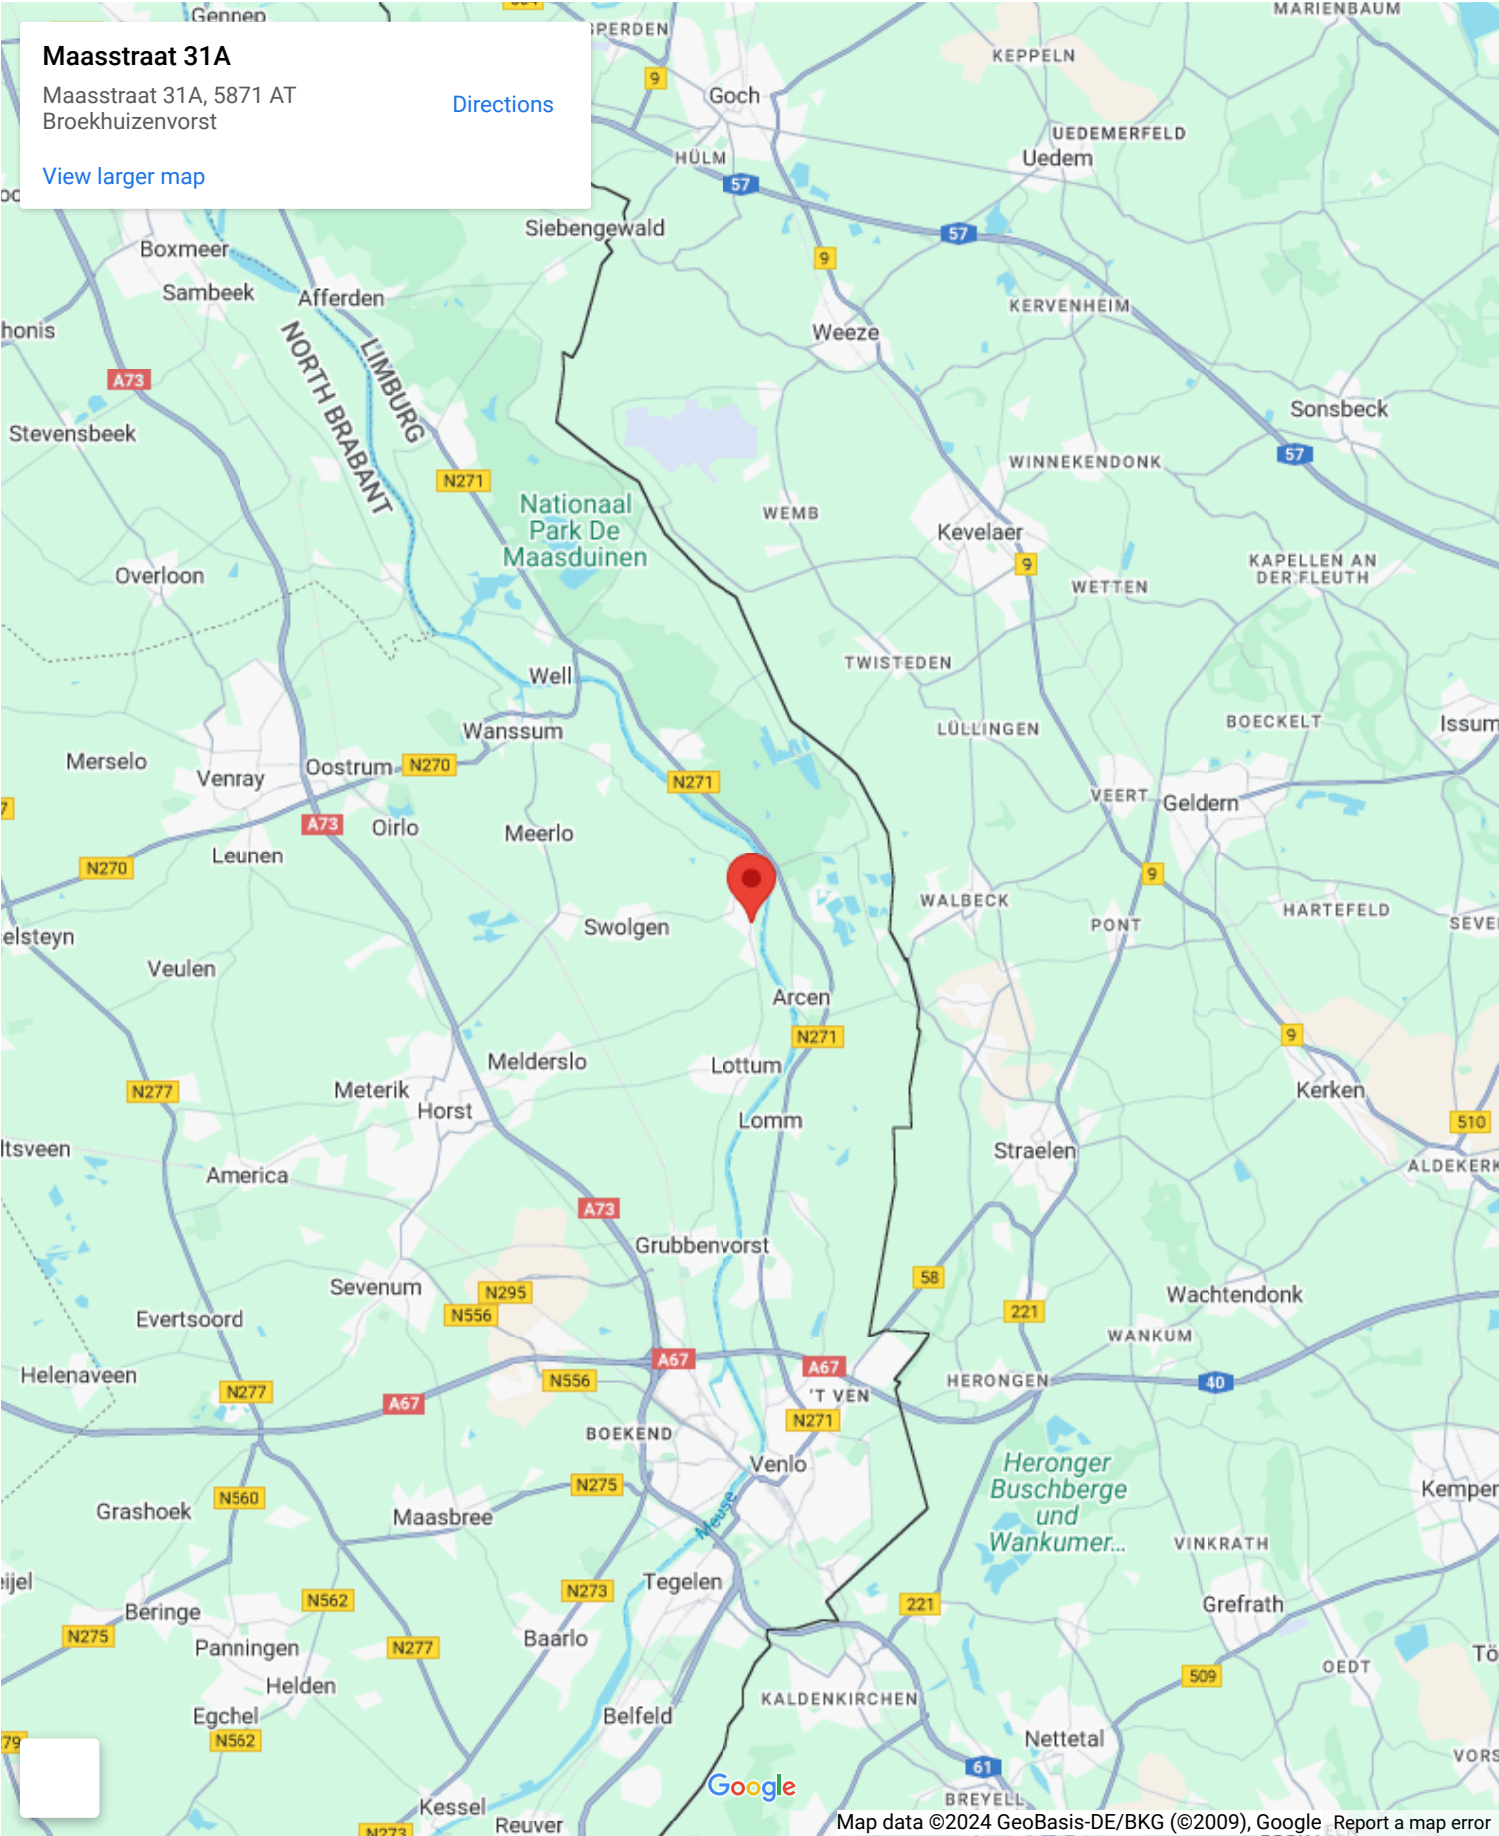 Gennep
Maasstraat 31A
Maasstraat 31A, 5871 AT
Broekhuizenvorst
Directions
View larger map
MARIENBAUM
KEPPELN
9
Goch
UEDEMERFELD
Uedem
HÜLM
57
Siebengewald
57
Boxmeer
9
Sambeek
Afferden
KERVENHEIM
Weeze
LIMBURG
NORTH BRABANT
A73
Sonsbeck
Stevensbeek
57
WINNEKENDONK
N271
Nationaal
Park De
Maasduinen
WEMB
Kevelaer
9
KAPELLEN AN
DER FLEUTH
Overloon
WETTEN
TWISTEDEN
Well
BOECKELT
Issum
Wanssum
LÜLLINGEN
Merselo
Oostrum
N270
Venray
N271
VEERT
Geldern
A73
Oirlo
Meerlo
Leunen
N270
9
WALBECK
HARTEFELD
Swolgen
PONT
elsteyn
Veulen
Arcen
N271
9
Melderslo
Lottum
Meterik
N277
Kerken
Horst
Lomm
510
Straelen
ltsveen
ALDEKERK
America
A73
Grubbenvorst
58
Sevenum
N295
Wachtendonk
N556
221
Evertsoord
WANKUM
A67
A67
Helenaveen
N556
HERONGEN
40
N277
'T VEN
A67
N271
BOEKEND
Venlo
Heronger
Buschberge
und
Wankumer...
N275
Kempen
N560
Grashoek
Maasbree
Meuse
VINKRATH
Tegelen
eijel
N273
N562
221
Grefrath
Beringe
N275
Baarlo
Panningen
N277
OEDT
509
Helden
KALDENKIRCHEN
Egchel
Belfeld
N562
Nettetal
61
Google
BREYELL
Kessel
Reuver
N273
Map data ©2024 GeoBasis-DE/BKG (©2009), Google
Report a map error